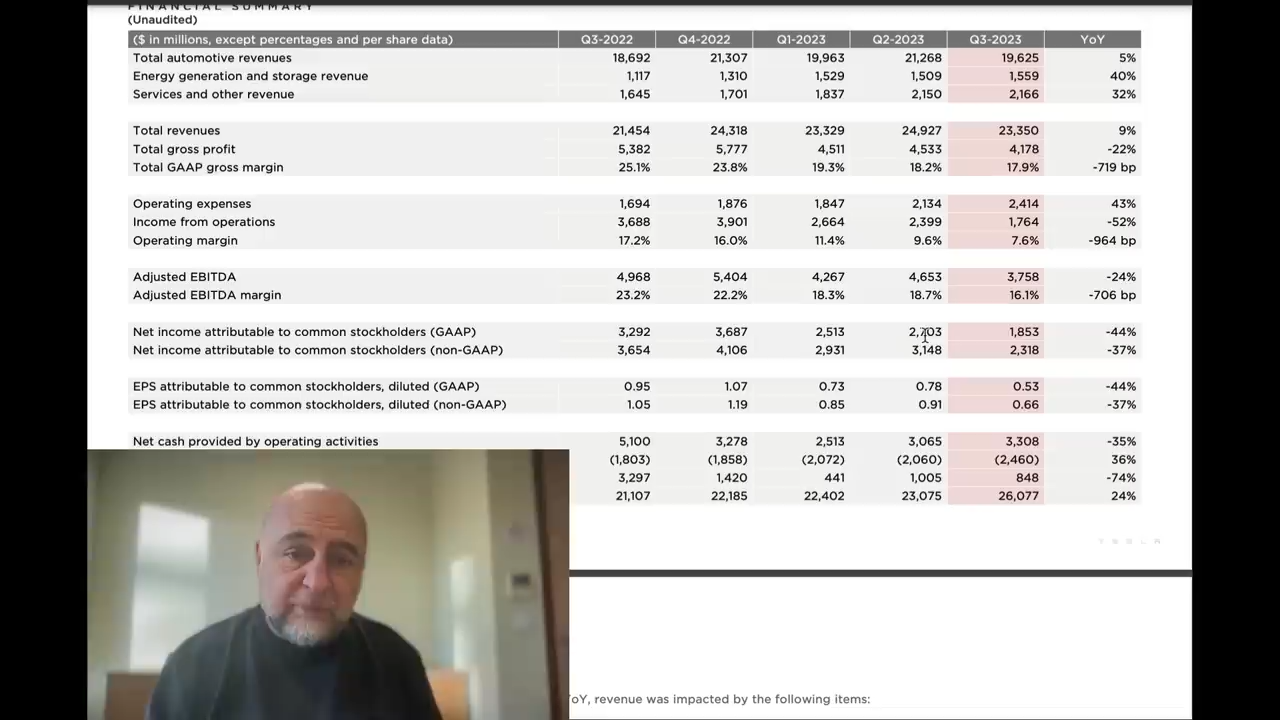 FINANCIAL SUMMARY
(Unaudited)
($ in millions, except percentages and per share data) Q3-2022 Q4-2022 Q1-2023 Q2-2023 Q3-2023 YoY
Total automotive revenues 18,692 21,307 19,963 21,268 19,625 5%
Energy generation and storage revenue 1,117 1,310 1,529 1,509 1,559 40%
Services and other revenue 1,645 1,701 1,837 2,150 2,166 32%
Total revenues 21,454 24,318 23,329 24,927 23,350 9%
Total gross profit 5,382 5,777 4,511 4,533 4,178 -22%
Total GAAP gross margin 25.1% 23.8% 19.3% 18.2% 17.9% -719 bp
Operating expenses 1,694 1,876 1,847 2,134 2,414 43%
Income from operations 3,688 3,901 2,664 2,399 1,764 -52%
Operating margin 17.2% 16.0% 11.4% 9.6% 7.6% -964 bp
Adjusted EBITDA 4,968 5,404 4,267 4,653 3,758 -24%
Adjusted EBITDA margin 23.2% 22.2% 18.3% 18.7% 16.1% -706 bp
Net income attributable to common stockholders (GAAP) 3,292 3,687 2,513 2,703 1,853 -44%
Net income attributable to common stockholders (non-GAAP) 3,654 4,106 2,931 3,148 2,318 -37%
EPS attributable to common stockholders, diluted (GAAP) 0.95 1.07 0.73 0.78 0.53 -44%
EPS attributable to common stockholders, diluted (non-GAAP) 1.05 1.19 0.85 0.91 0.66 -37%
Net cash provided by operating activities 5,100 3,278 2,513 3,065 3,308 -35%
(1,803) (1,858) (2,072) (2,060) (2,460) 36%
3,297 1,420 441 1,005 848 -74%
21,107 22,185 22,402 23,075 26,077 24%
TESLA
YoY, revenue was impacted by the following items: